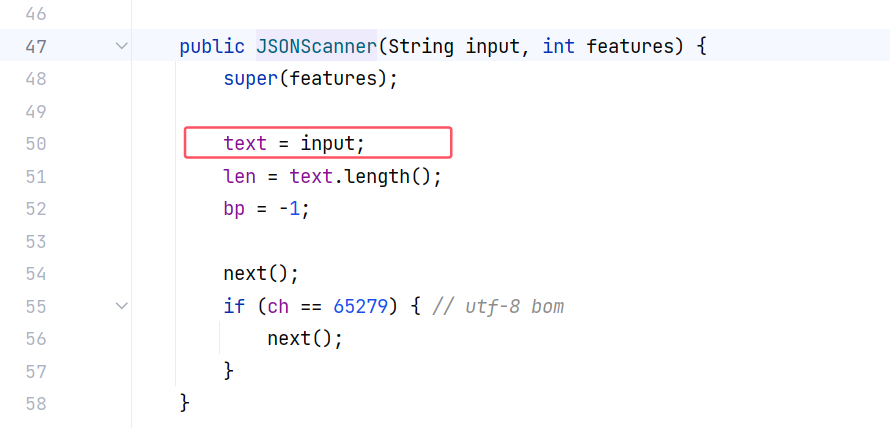 46
47 public JSONScanner(String input, int features) {
48 super(features);
49
50 text = input;
51 len = text.length();
52 bp = -1;
53
54 next();
55 if (ch == 65279) { // utf-8 bom
56 next();
57 }
58 }